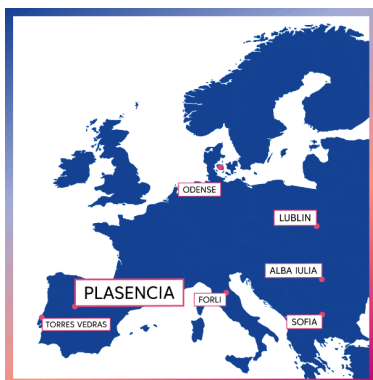 ODENSE
LUBLIN
ALBA IULIA
PLASENCIA
FORLI
TORRES VEDRAS
SOFIA